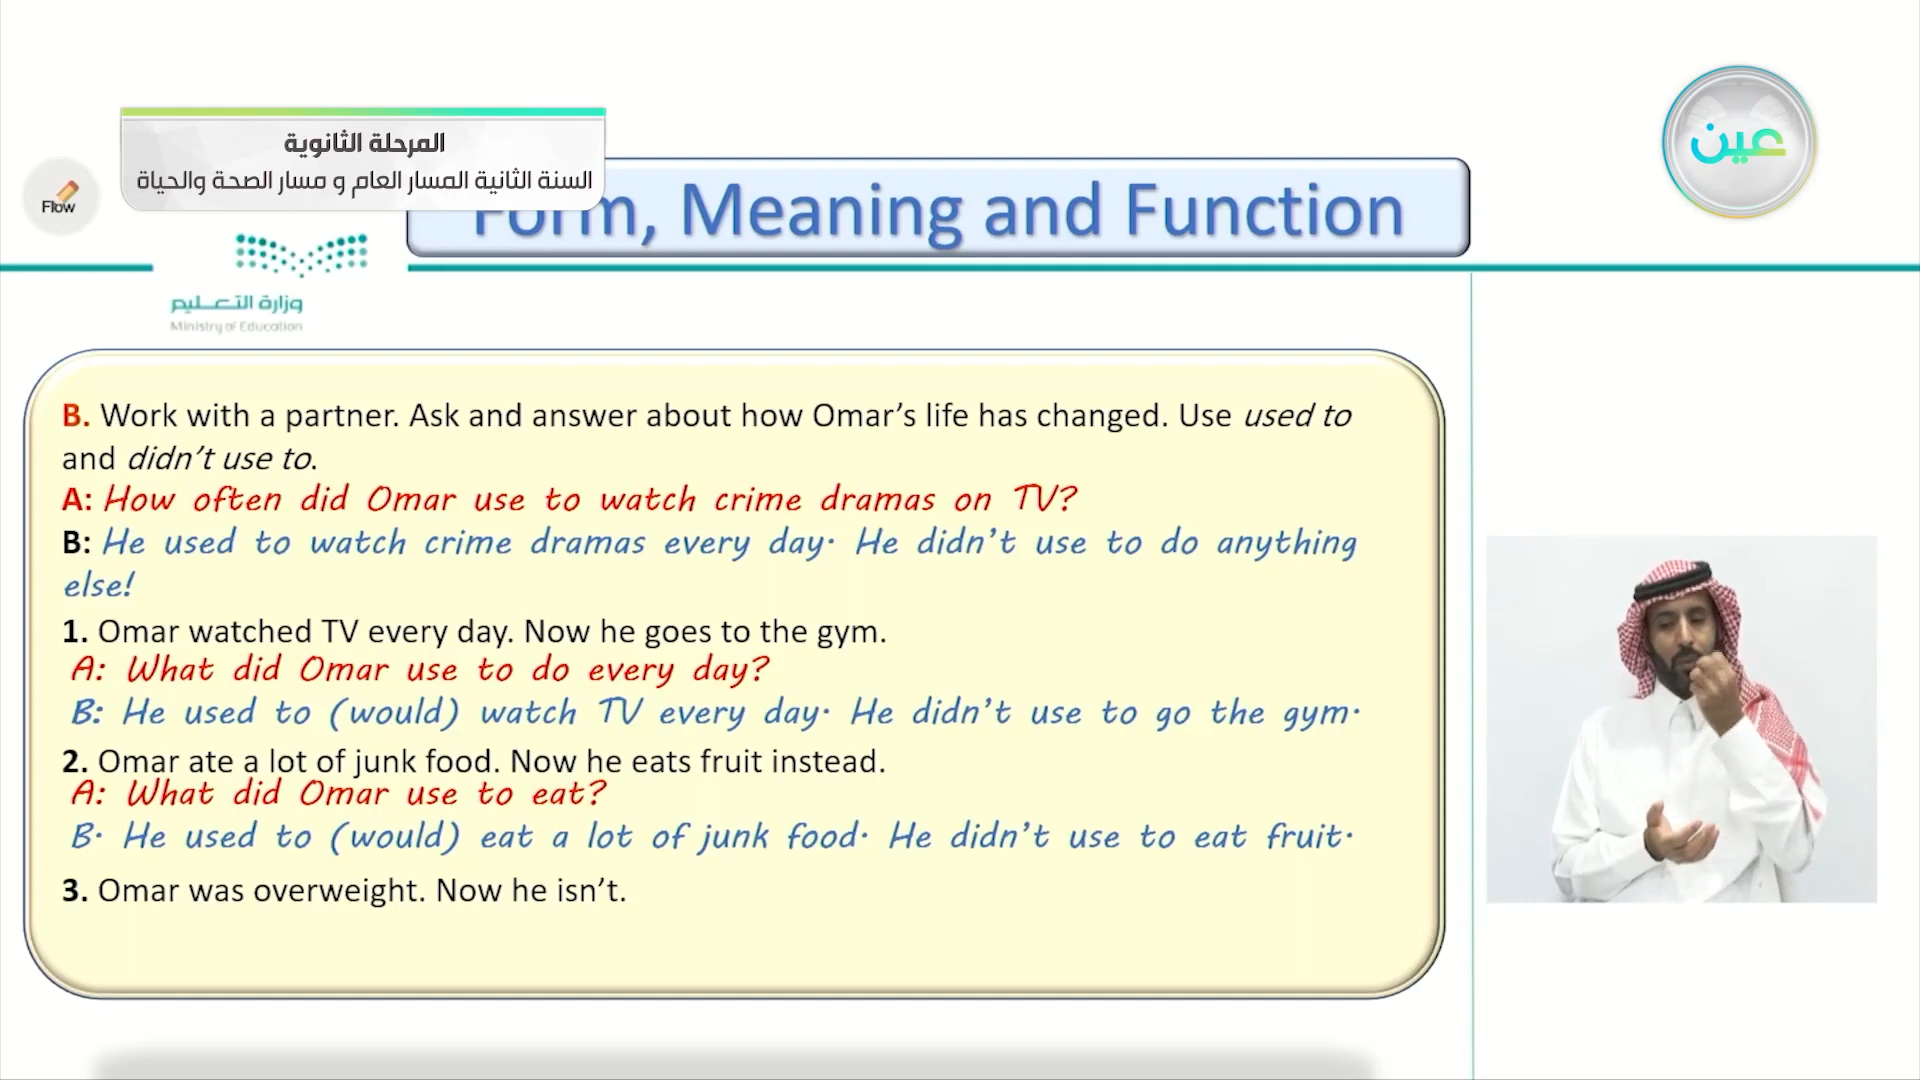 المرحلة الثانوية
السنة الثانية المسار العام و مسار الصحة والحياة
عين
Flow
Form, Meaning and Function
وزارة التعليم
Ministry of Education
B. Work with a partner. Ask and answer about how Omar’s life has changed. Use used to
and didn’t use to.
A: How often did Omar use to watch crime dramas on TV?
B: He used to watch crime dramas every day. He didn’t use to do anything
else!
1. Omar watched TV every day. Now he goes to the gym.
A: What did Omar use to do every day?
B: He used to (would) watch TV every day. He didn’t use to go the gym.
2. Omar ate a lot of junk food. Now he eats fruit instead.
A: What did Omar use to eat?
B. He used to (would) eat a lot of junk food. He didn’t use to eat fruit.
3. Omar was overweight. Now he isn’t.